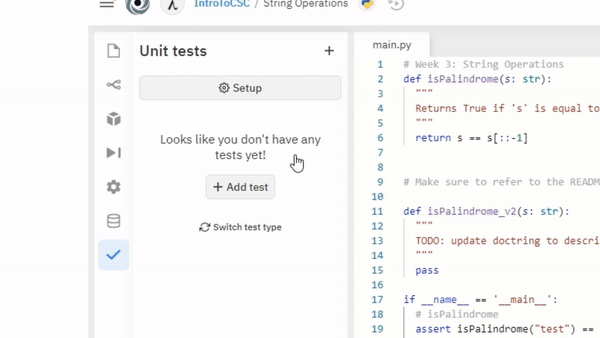 IntroToCSC / String Operations
Unit tests
+
Setup
Looks like you don't have any
tests yet!
+ Add test
Switch test type
main.py
1 # Week 3: String Operations
2 def isPalindrome(s: str):
3 """
4 Returns True if 's' is equal to
5 """
6 return s == s[::-1]
7
8
9 # Make sure to refer to the README
10
11 def isPalindrome_v2(s: str):
12 """
13 TODO: update doctring to descri
14 """
15 pass
16
17 if __name__ == '__main__':
18 # isPalindrome
19 assert isPalindrome("test") ==